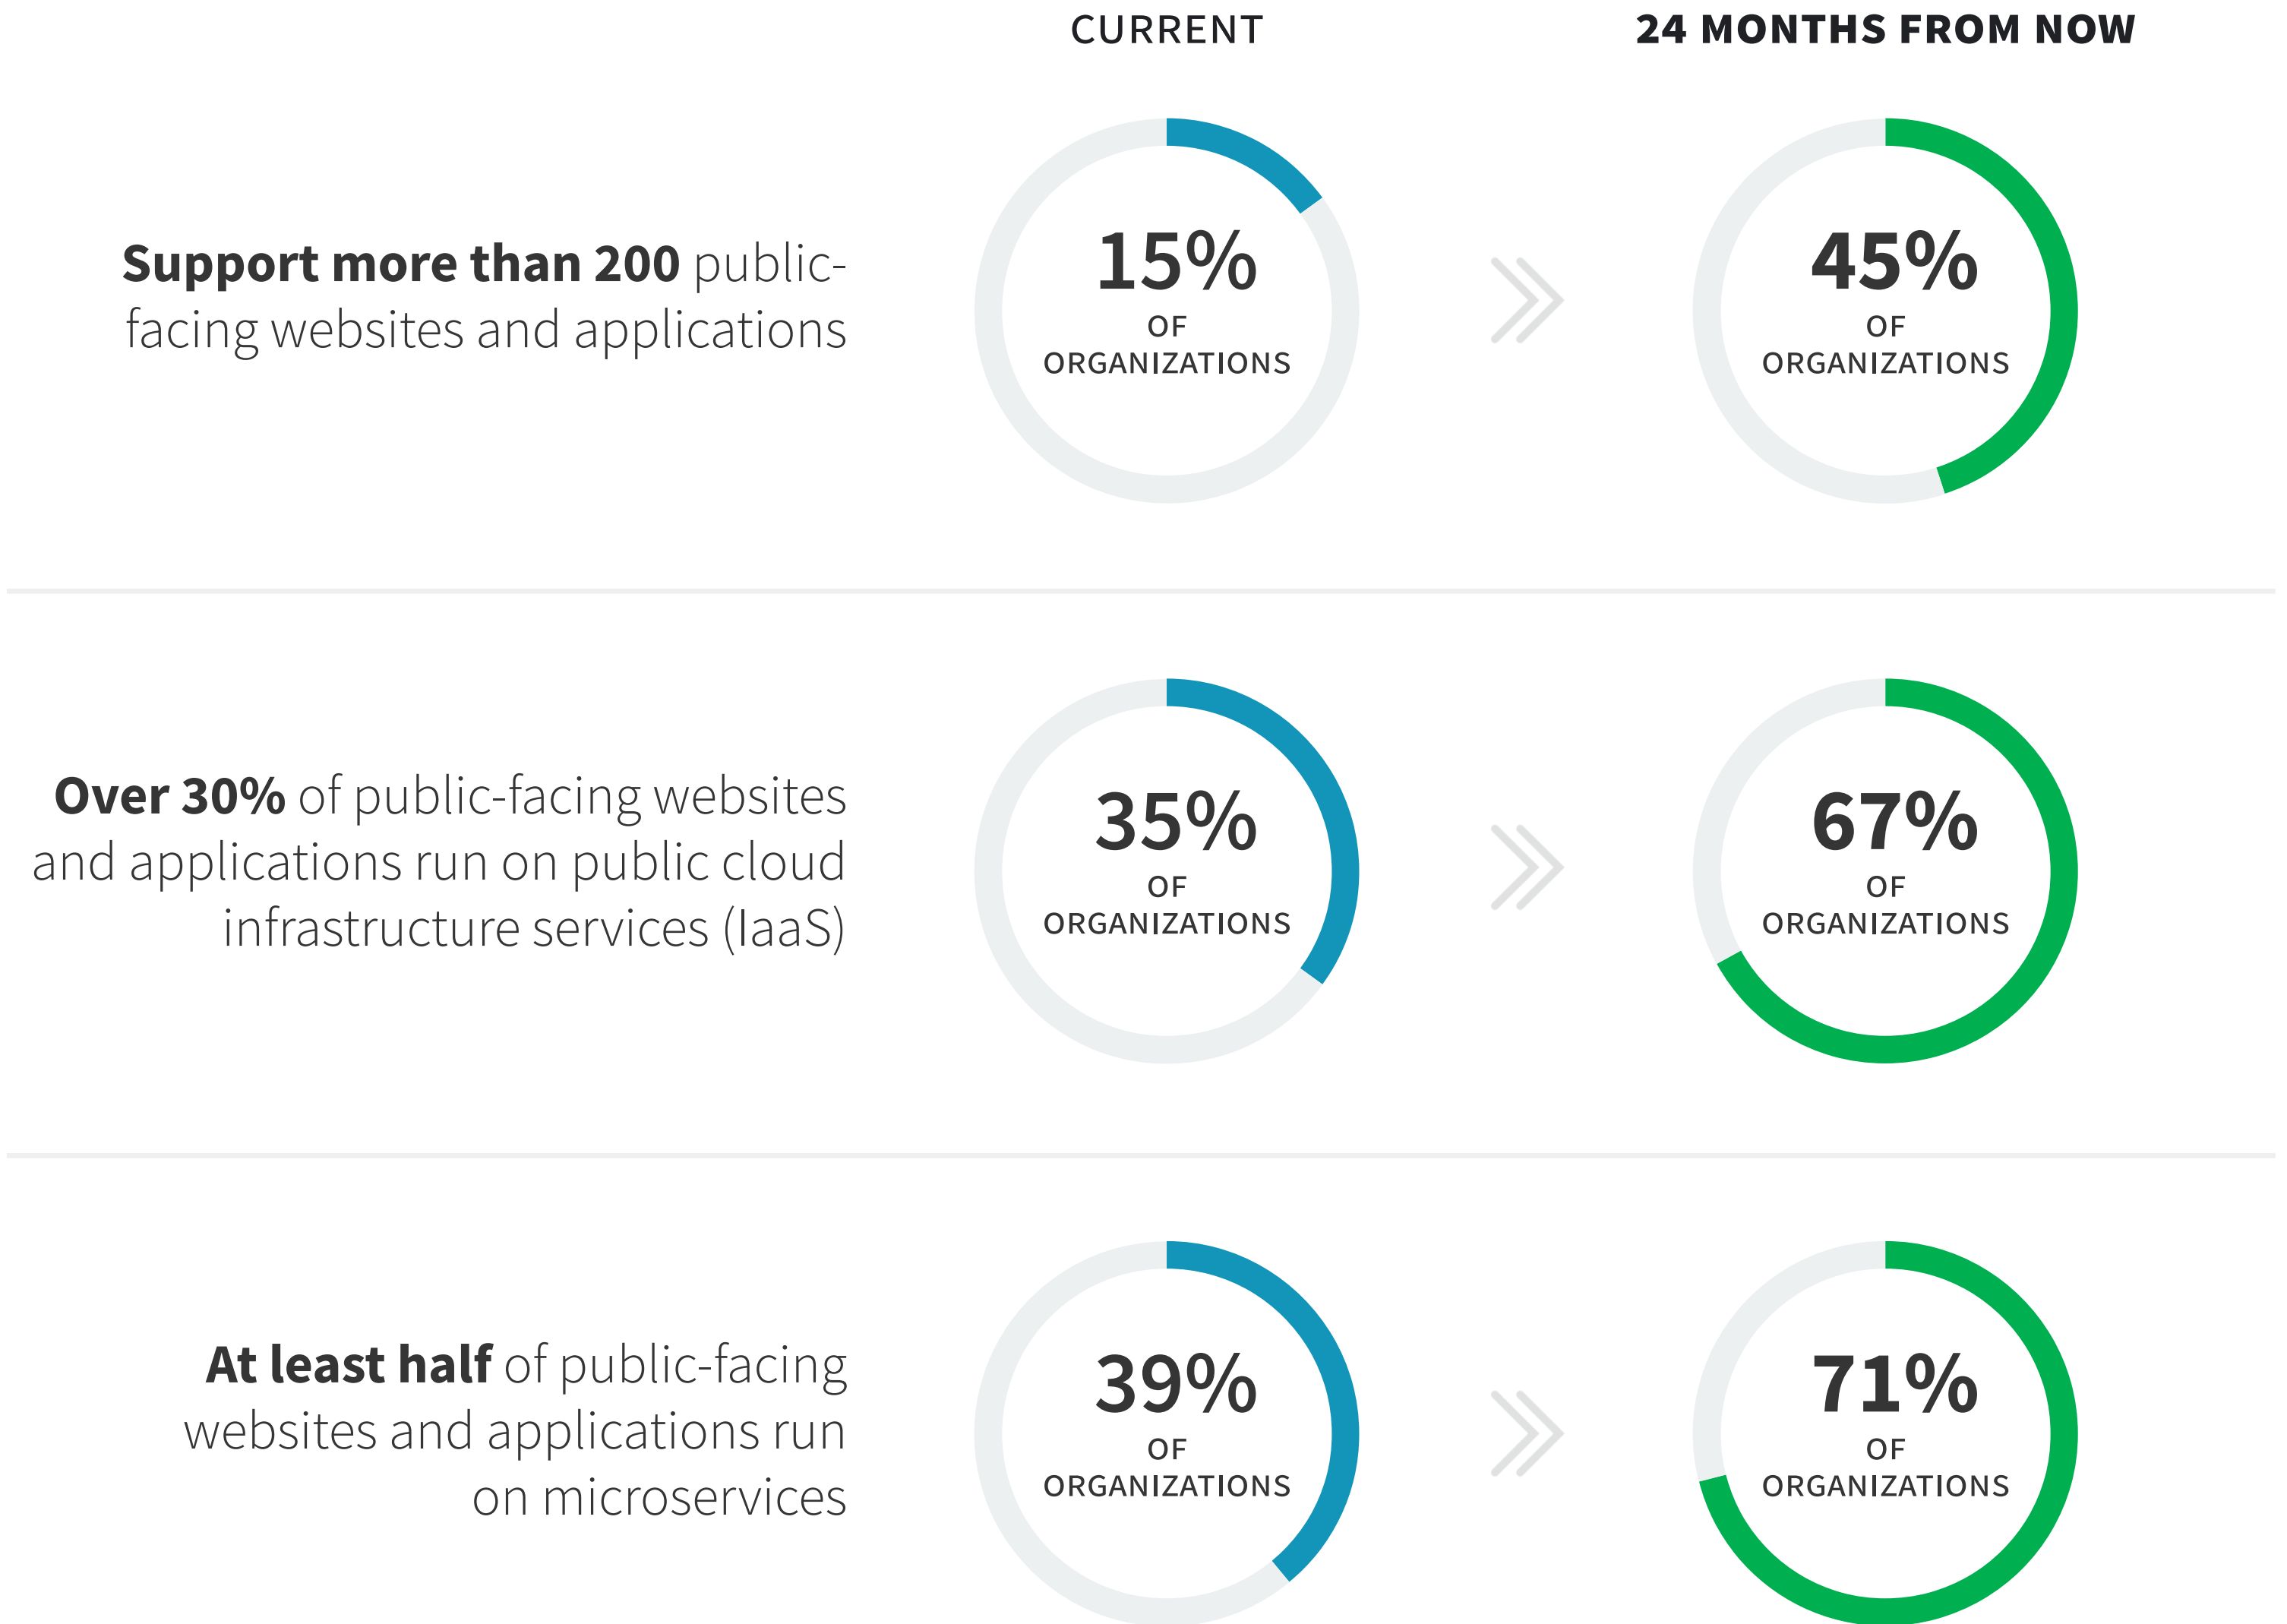 CURRENT
24 MONTHS FROM NOW
Support more than 200 public-
facing websites and applications
15%
OF
ORGANIZATIONS
45%
OF
ORGANIZATIONS
Over 30% of public-facing websites
and applications run on public cloud
infrastructure services (IaaS)
35%
OF
ORGANIZATIONS
67%
OF
ORGANIZATIONS
At least half of public-facing
websites and applications run
on microservices
39%
OF
ORGANIZATIONS
71%
OF
ORGANIZATIONS